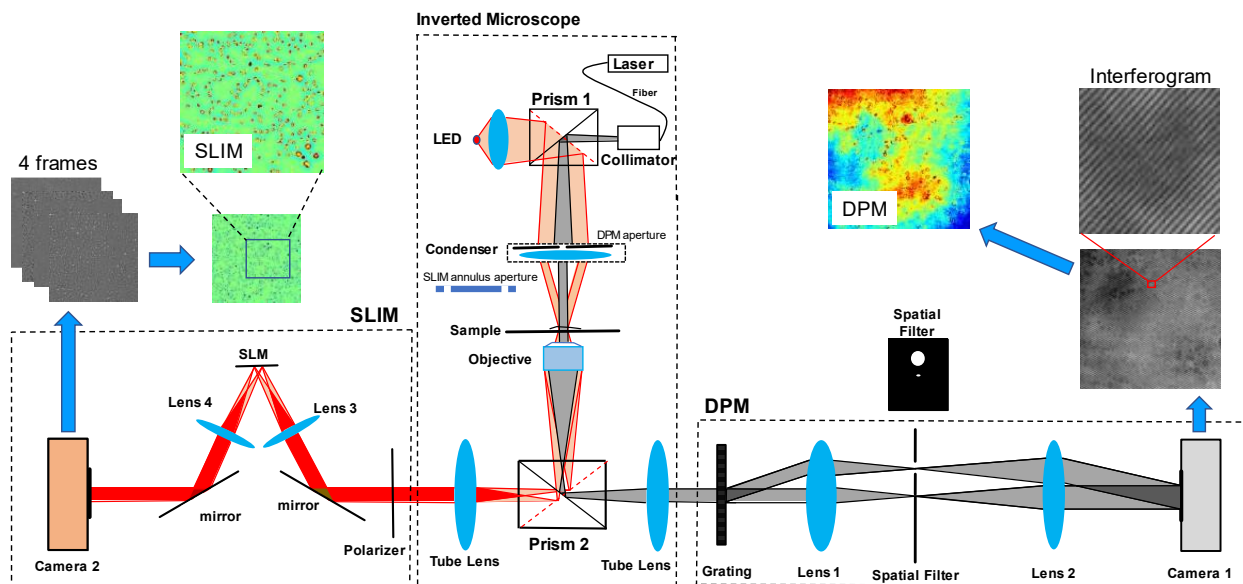 Inverted Microscope
Laser
Fiber
Prism 1
LED
Collimator
Interferogram
SLIM
4 frames
DPM
DPM aperture
Condenser
SLIM annulus aperture
SLIM
Sample
Spatial
Filter
SLM
Objective
Lens 4
Lens 3
DPM
mirror
mirror
Polarizer
Prism 2
Camera 2
Tube Lens
Tube Lens
Grating
Lens 1
Spatial Filter
Lens 2
Camera 1